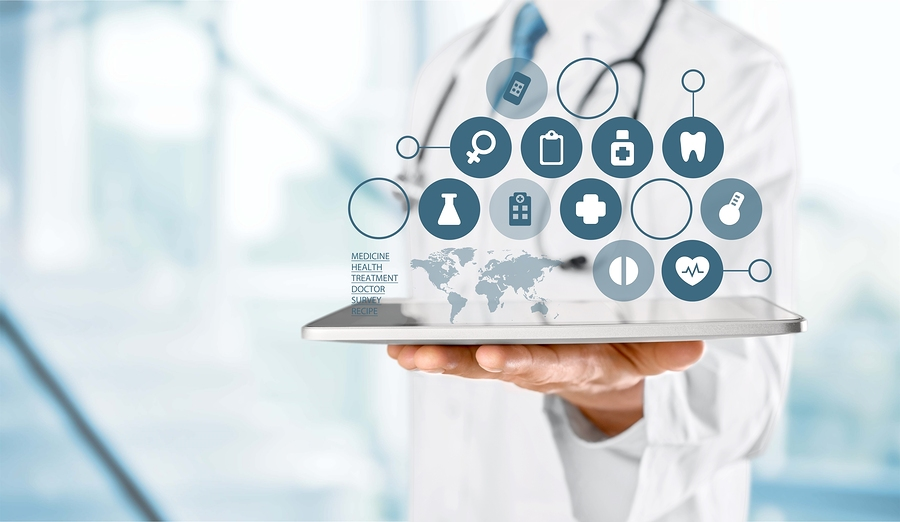 MEDICINE
HEALTH
TREATMENT
DOCTOR
SURVEY
RECIPE